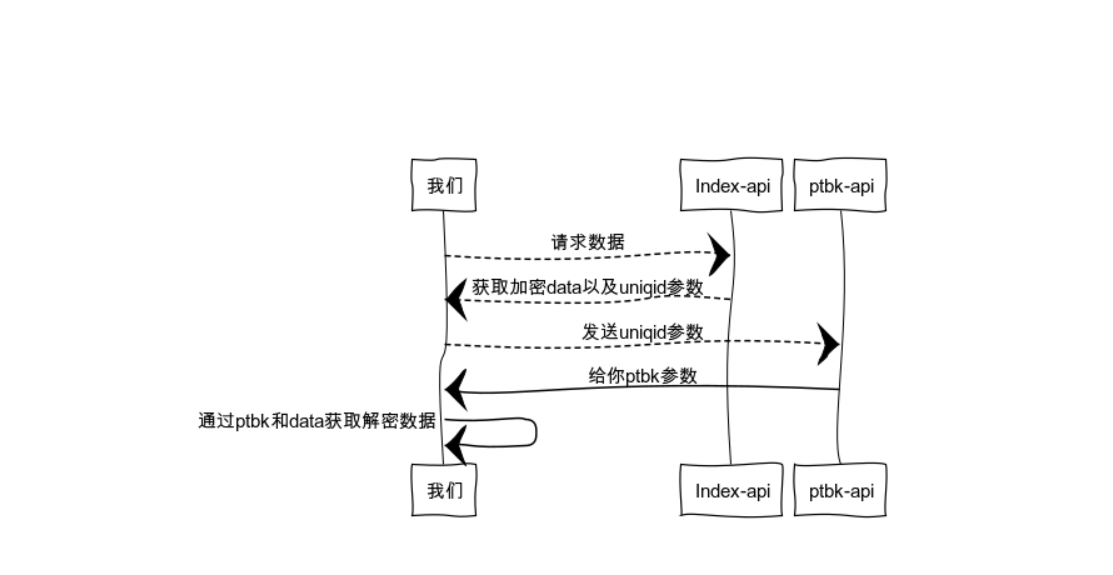 我们
Index-api
ptbk-api
请求数据
获取加密data以及uniqid参数
发送uniqid参数
给你ptbk参数
通过ptbk和data获取解密数据
我们
Index-api
ptbk-api